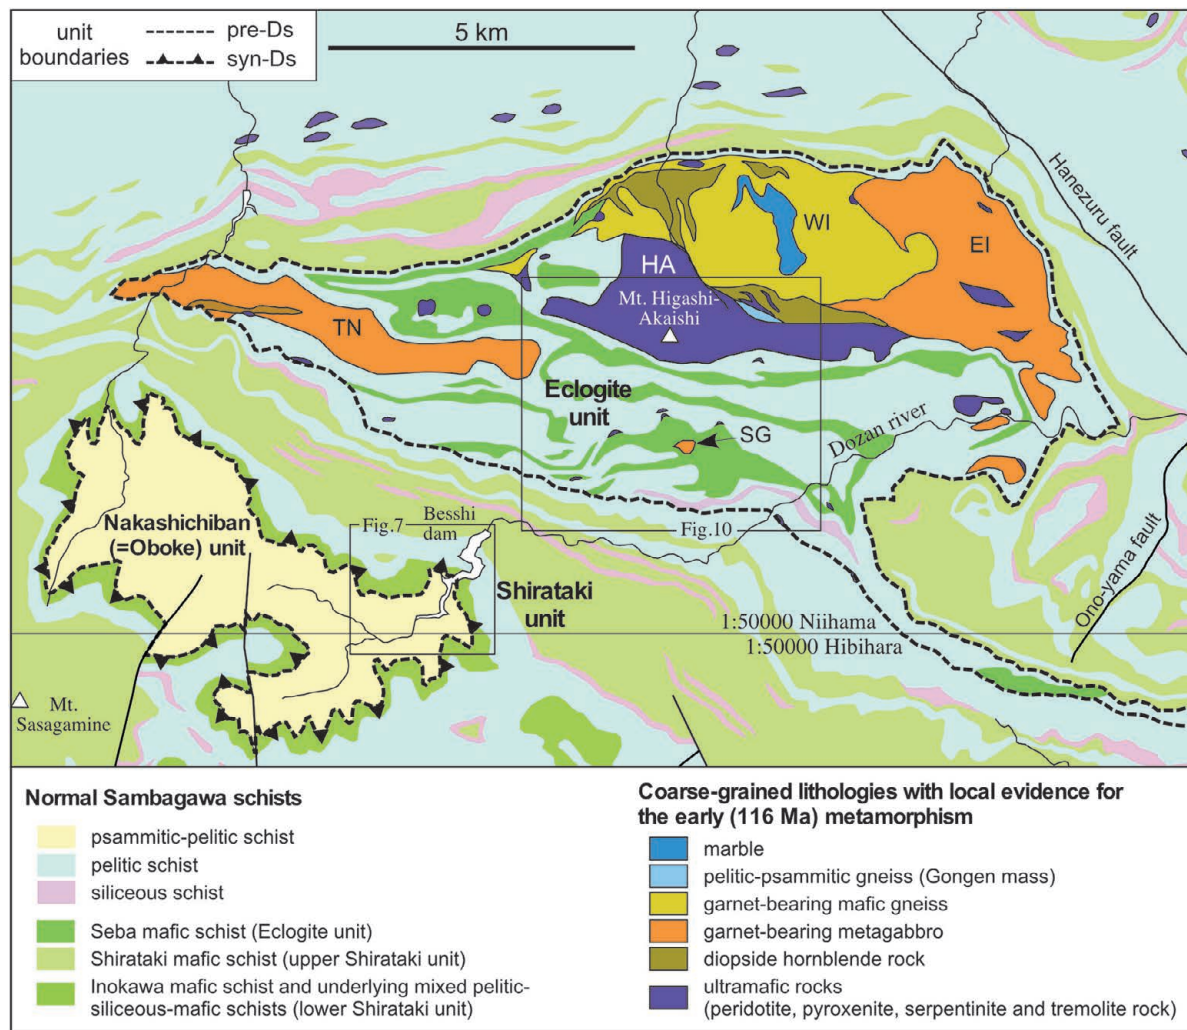 unit
boundaries
pre-Ds
syn-Ds
5 km
Hanezuru fault
WI
EI
HA
Mt. Higashi-
Akaishi
TN
Eclogite
unit
SG
Dozan river
Nakashichiban
(=Oboke) unit
Fig.7
Besshi
dam
Fig.10
Shirataki
unit
Ono-yama fault
1:50000 Niihama
1:50000 Hibihara
Mt.
Sasagamine
Normal Sambagawa schists
psammitic-pelitic schist
pelitic schist
siliceous schist
Seba mafic schist (Eclogite unit)
Shirataki mafic schist (upper Shirataki unit)
Inokawa mafic schist and underlying mixed pelitic-
siliceous-mafic schists (lower Shirataki unit)
Coarse-grained lithologies with local evidence for
the early (116 Ma) metamorphism
marble
pelitic-psammitic gneiss (Gongen mass)
garnet-bearing mafic gneiss
garnet-bearing metagabbro
diopside hornblende rock
ultramafic rocks
(peridotite, pyroxenite, serpentinite and tremolite rock)